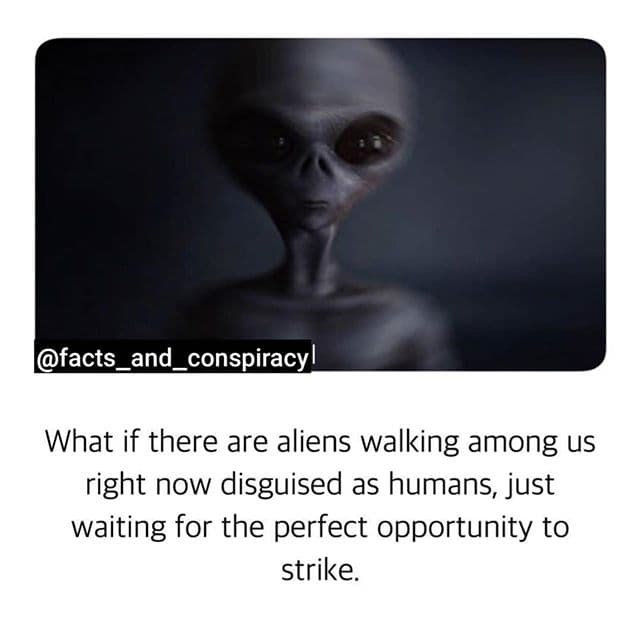 @facts_and_conspiracy
What if there are aliens walking among us
right now disguised as humans, just
waiting for the perfect opportunity to
strike.